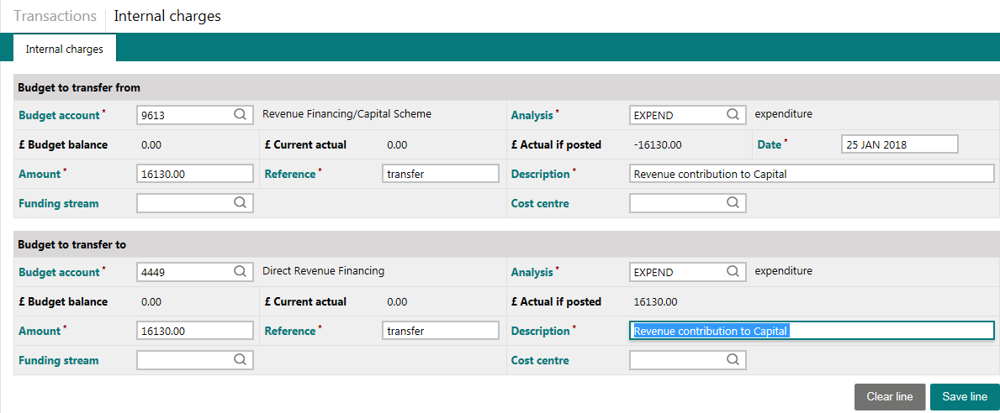 Transactions Internal charges
Internal charges
Budget to transfer from
Budget account * 9613 Revenue Financing/Capital Scheme Analysis * EXPEND expenditure
£ Budget balance 0.00 £ Current actual 0.00 £ Actual if posted -16130.00 Date * 25 JAN 2018
Amount * 16130.00 Reference * transfer Description * Revenue contribution to Capital
Funding stream Cost centre
Budget to transfer to
Budget account * 4449 Direct Revenue Financing Analysis * EXPEND expenditure
£ Budget balance 0.00 £ Current actual 0.00 £ Actual if posted 16130.00
Amount * 16130.00 Reference * transfer Description * Revenue contribution to Capital
Funding stream Cost centre
Clear line Save line